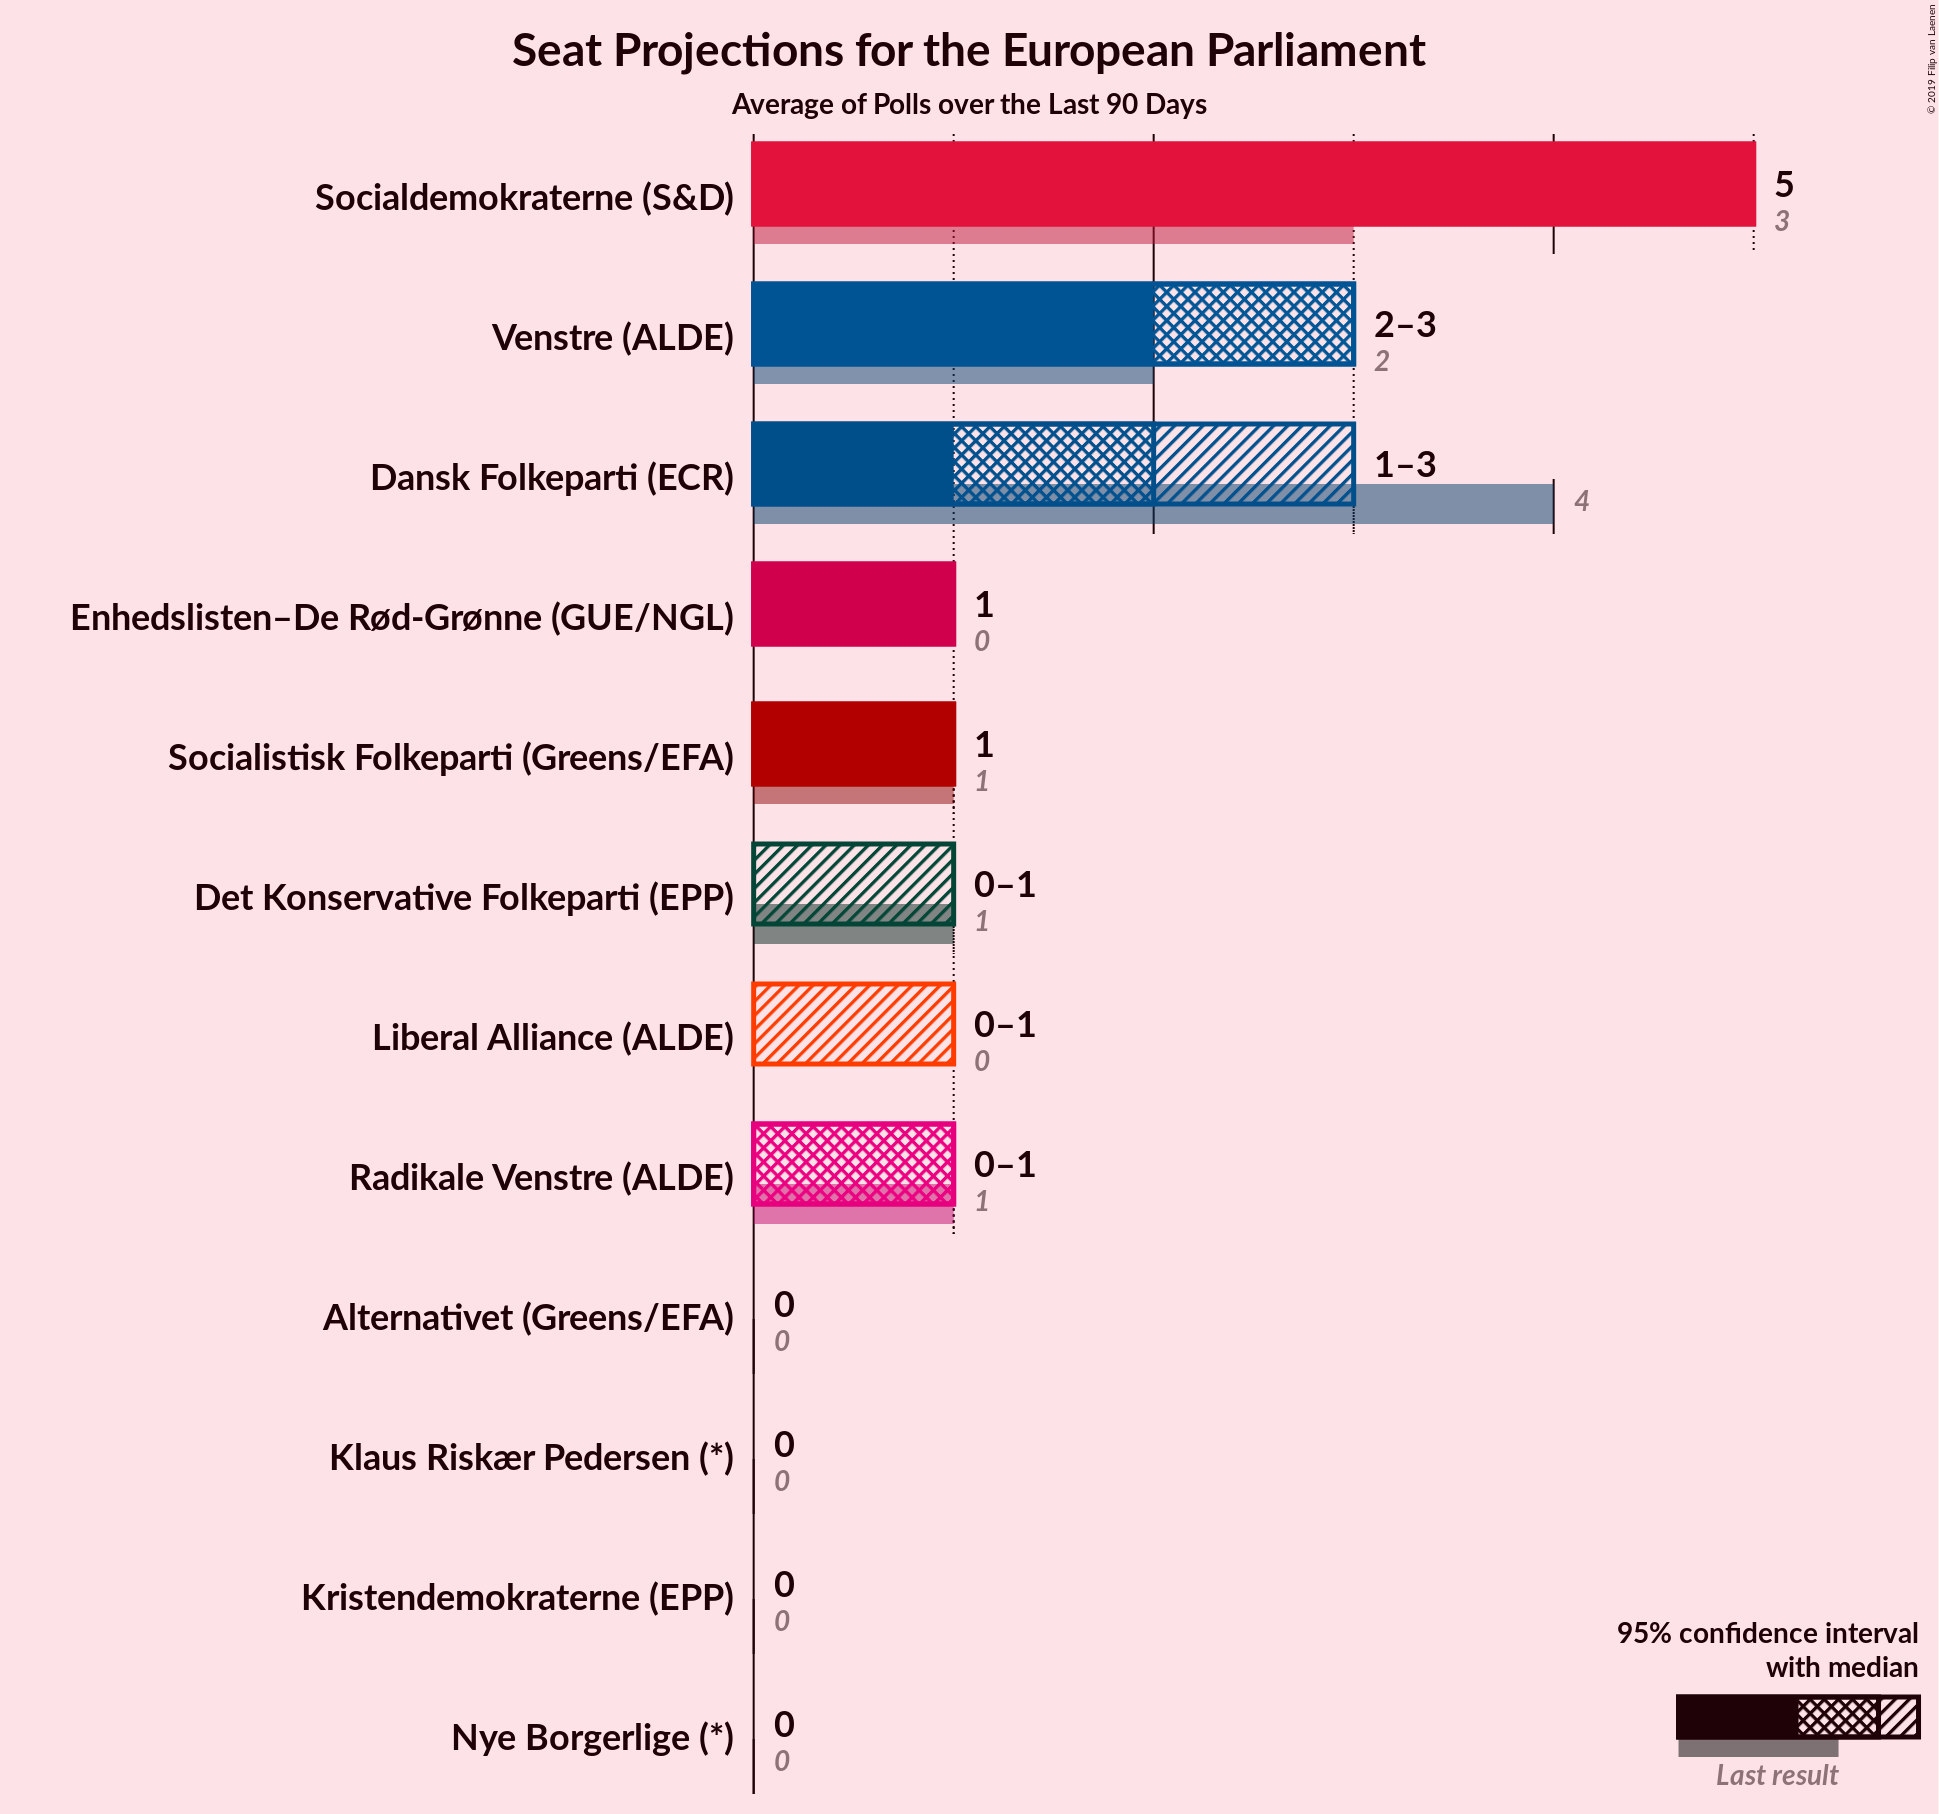 Seat Projections for the European Parliament
Average of Polls over the Last 90 Days
© 2019 Filip van Laenen
Socialdemokraterne (S&D)
5
3
Venstre (ALDE)
2–3
2
Dansk Folkeparti (ECR)
1–3
4
Enhedslisten–De Rød-Grønne (GUE/NGL)
1
0
Socialistisk Folkeparti (Greens/EFA)
1
1
Det Konservative Folkeparti (EPP)
0–1
1
Liberal Alliance (ALDE)
0–1
0
Radikale Venstre (ALDE)
0–1
1
Alternativet (Greens/EFA)
0
0
Klaus Riskær Pedersen (*)
0
0
Kristendemokraterne (EPP)
0
0
Nye Borgerlige (*)
0
0
95% confidence interval
with median
Last result